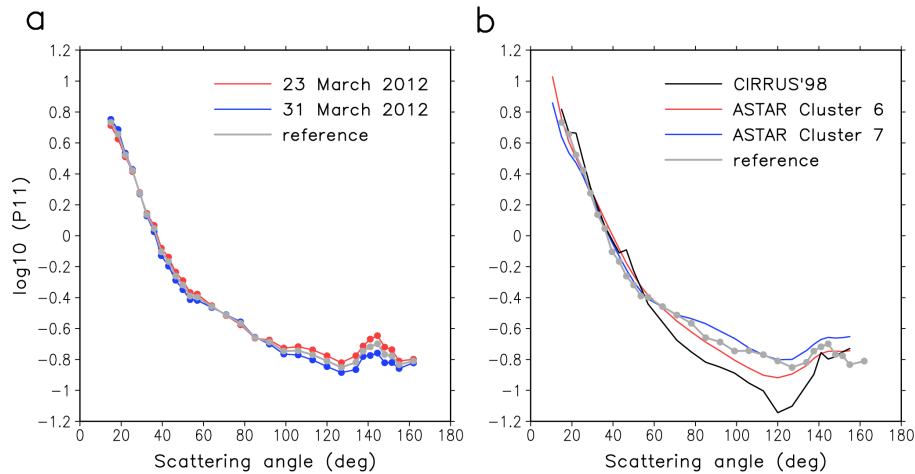 a
b
1.2
1
0.8
0.6
0.4
0.2
0
−0.2
−0.4
−0.6
−0.8
−1
−1.2
log10 (P11)
23 March 2012
31 March 2012
reference
0 20 40 60 80 100 120 140 160 180
Scattering angle (deg)
1.2
1
0.8
0.6
0.4
0.2
0
−0.2
−0.4
−0.6
−0.8
−1
−1.2
CIRRUS'98
ASTAR Cluster 6
ASTAR Cluster 7
reference
0 20 40 60 80 100 120 140 160 180
Scattering angle (deg)